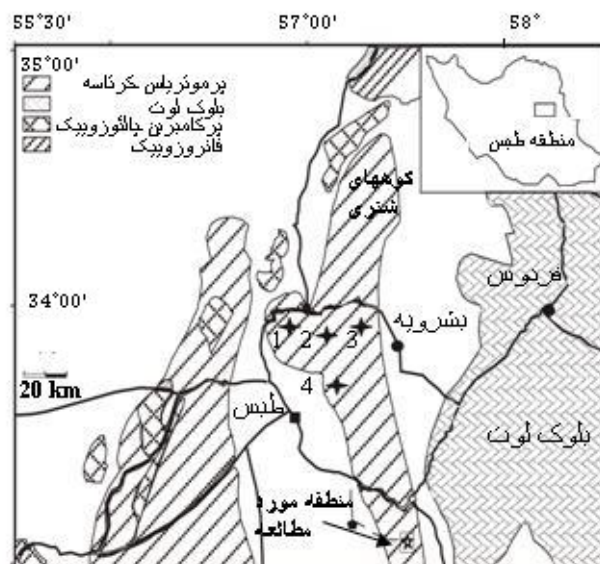 55°30' 57°00' 58°
35°00'
پرموتریاس کرتاسه
بلوک لوت
پرکامبرین پالئوزوییک
فانروزوییک
منطقه طبس
کوههای
شتری
فردوس
34°00'
بشرویه
1 2 3
20 km
4
طبس
بلوک لوت
منطقه مورد
مطالعه